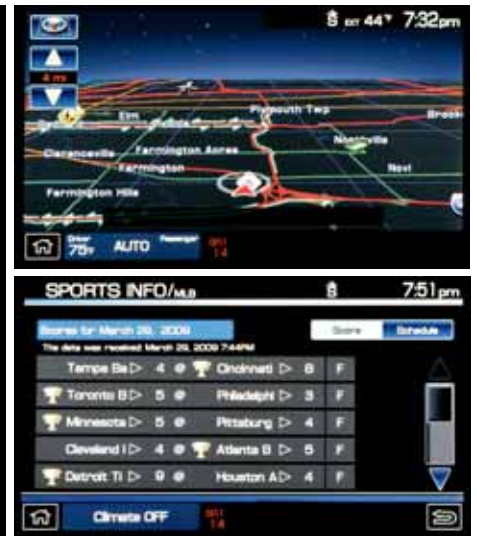 S EXT 44° 7:32pm
4 mi
Elm
Plymouth Twp
Brook
Clarenceville
Farmington Acres
Northville
Farmington
Novi
Farmington Hills
Driver
Passenger
75° AUTO
14
SPORTS INFO/MLB S 7:51pm
Scores for March 29, 2009 Score Schedule
The data was received March 29, 2009 7:44PM
Tampa Ba 4 @ Cincinnati 8 F
Toronto B 5 @ Philadelphi 3 F
Minnesota 5 @ Pittsburg 4 F
Cleveland I 4 @ Atlanta B 5 F
Detroit Ti 9 @ Houston A 4 F
Climate OFF
14